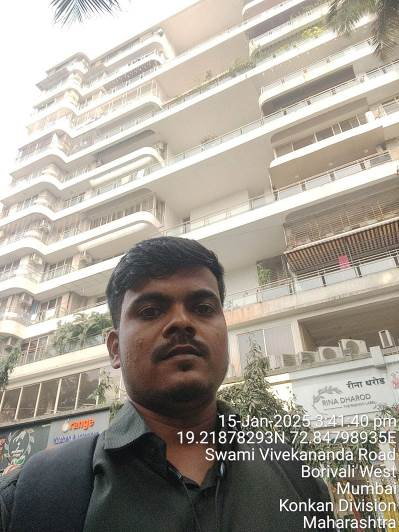 रीना धरोड
RINA DHAROD
range
15-Jan-2025 3:41:40 pm
19.21878293N 72.84798935E
Swami Vivekananda Road
Borivali West
Mumbai
Konkan Division
Maharashtra